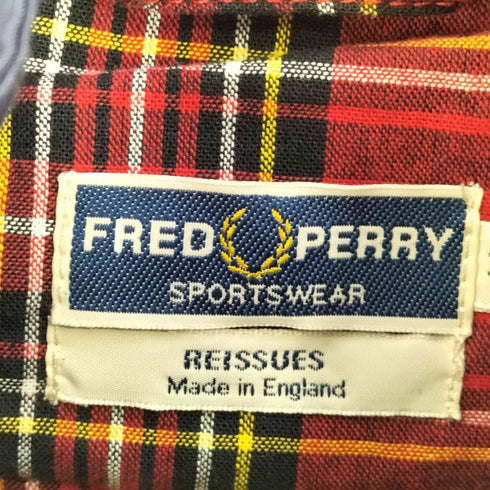 FRED PERRY
SPORTSWEAR
REISSUES
Made in England